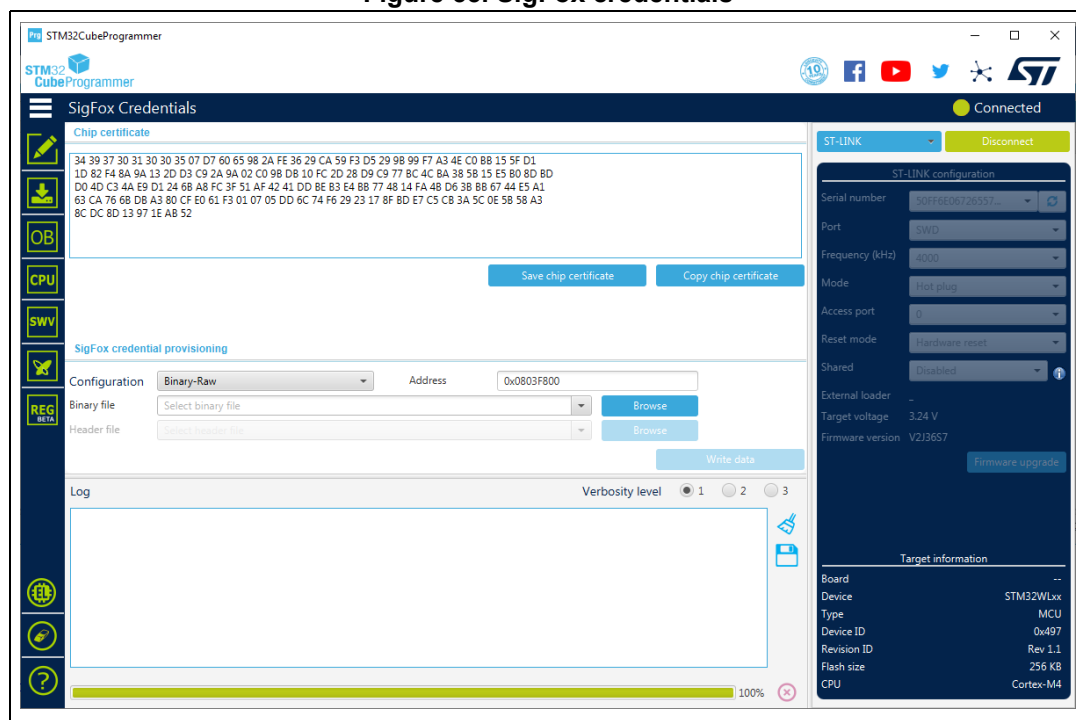 Figure 60. SigFox credentials
Prg STM32CubeProgrammer
STM32
CubeProgrammer
10
SigFox Credentials
Connected
Chip certificate
34 39 37 30 31 30 30 35 07 D7 60 65 98 2A FE 36 29 CA 59 F3 D5 29 9B 99 F7 A3 4E C0 BB 15 5F D1
1D 82 F4 8A 9A 13 2D D3 C9 2A 9A 02 C0 9B DB 10 FC 2D 28 D9 C9 77 BC 4C BA 38 5B 15 E5 B0 8D BD
D0 4D C3 4A E9 D1 24 6B A8 FC 3F 51 AF 42 41 DD BE B3 E4 BB 77 48 14 FA 4B D6 3B BB 67 44 E5 A1
63 CA 76 6B DB A3 80 CF E0 61 F3 01 07 05 DD 6C 74 F6 29 23 17 8F BD E7 C5 CB 3A 5C 0E 5B 58 A3
8C DC 8D 13 97 1E AB 52
Save chip certificate
Copy chip certificate
SigFox credential provisioning
Configuration Binary-Raw Address 0x0803F800
Binary file Select binary file Browse
Header file Select header file Browse
Write data
Log Verbosity level 1 2 3
100%
OB
CPU
SWV
REG
BETA
ST-LINK Disconnect
ST-LINK configuration
Serial number 50FF6E06726557...
Port SWD
Frequency (kHz) 4000
Mode Hot plug
Access port 0
Reset mode Hardware reset
Shared Disabled
External loader _
Target voltage 3.24 V
Firmware version V2J36S7
Firmware upgrade
Target information
Board --
Device STM32WLxx
Type MCU
Device ID 0x497
Revision ID Rev 1.1
Flash size 256 KB
CPU Cortex-M4